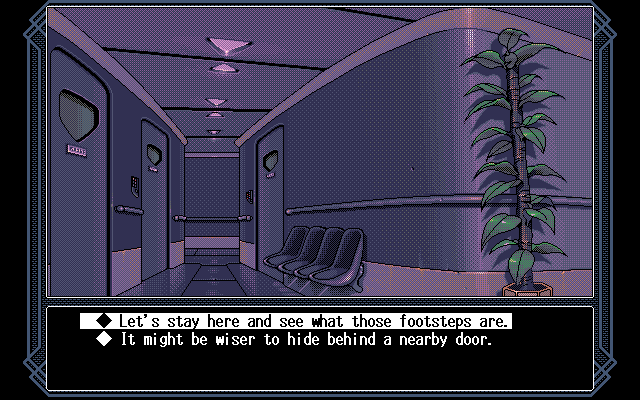 Let's stay here and see what those footsteps are.
It might be wiser to hide behind a nearby door.